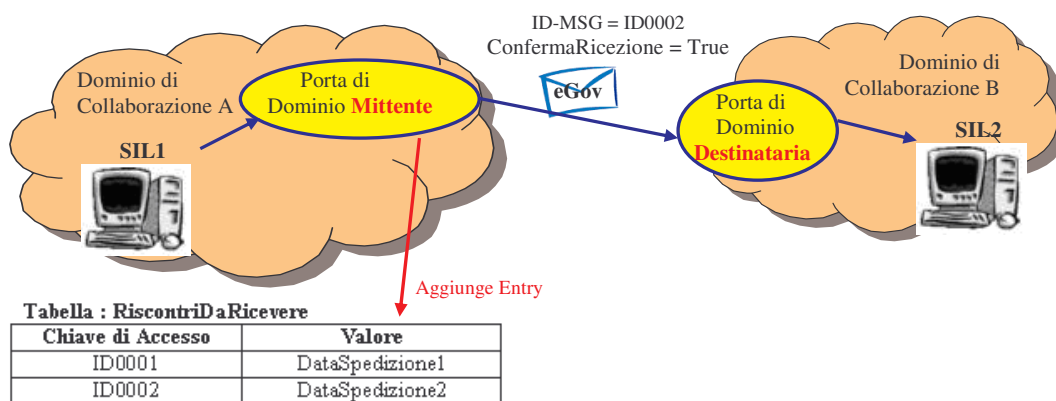 ID-MSG = ID0002
ConfermaRicezione = True
Dominio di
Collaborazione A
Porta di
Dominio Mittente
eGov
Dominio di
Collaborazione B
Porta di
Dominio
Destinataria
SIL1
SIL2
Aggiunge Entry
Tabella : RiscontriDaRicevere
Chiave di Accesso Valore
ID0001 DataSpedizione1
ID0002 DataSpedizione2